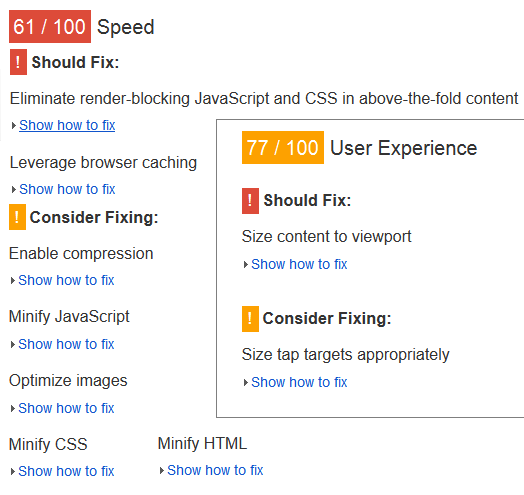 61 / 100 Speed
! Should Fix:
Eliminate render-blocking JavaScript and CSS in above-the-fold content
Show how to fix
Leverage browser caching
Show how to fix
! Consider Fixing:
Enable compression
Show how to fix
Minify JavaScript
Show how to fix
Optimize images
Show how to fix
Minify CSS
Show how to fix
Minify HTML
Show how to fix
77 / 100 User Experience
! Should Fix:
Size content to viewport
Show how to fix
! Consider Fixing:
Size tap targets appropriately
Show how to fix